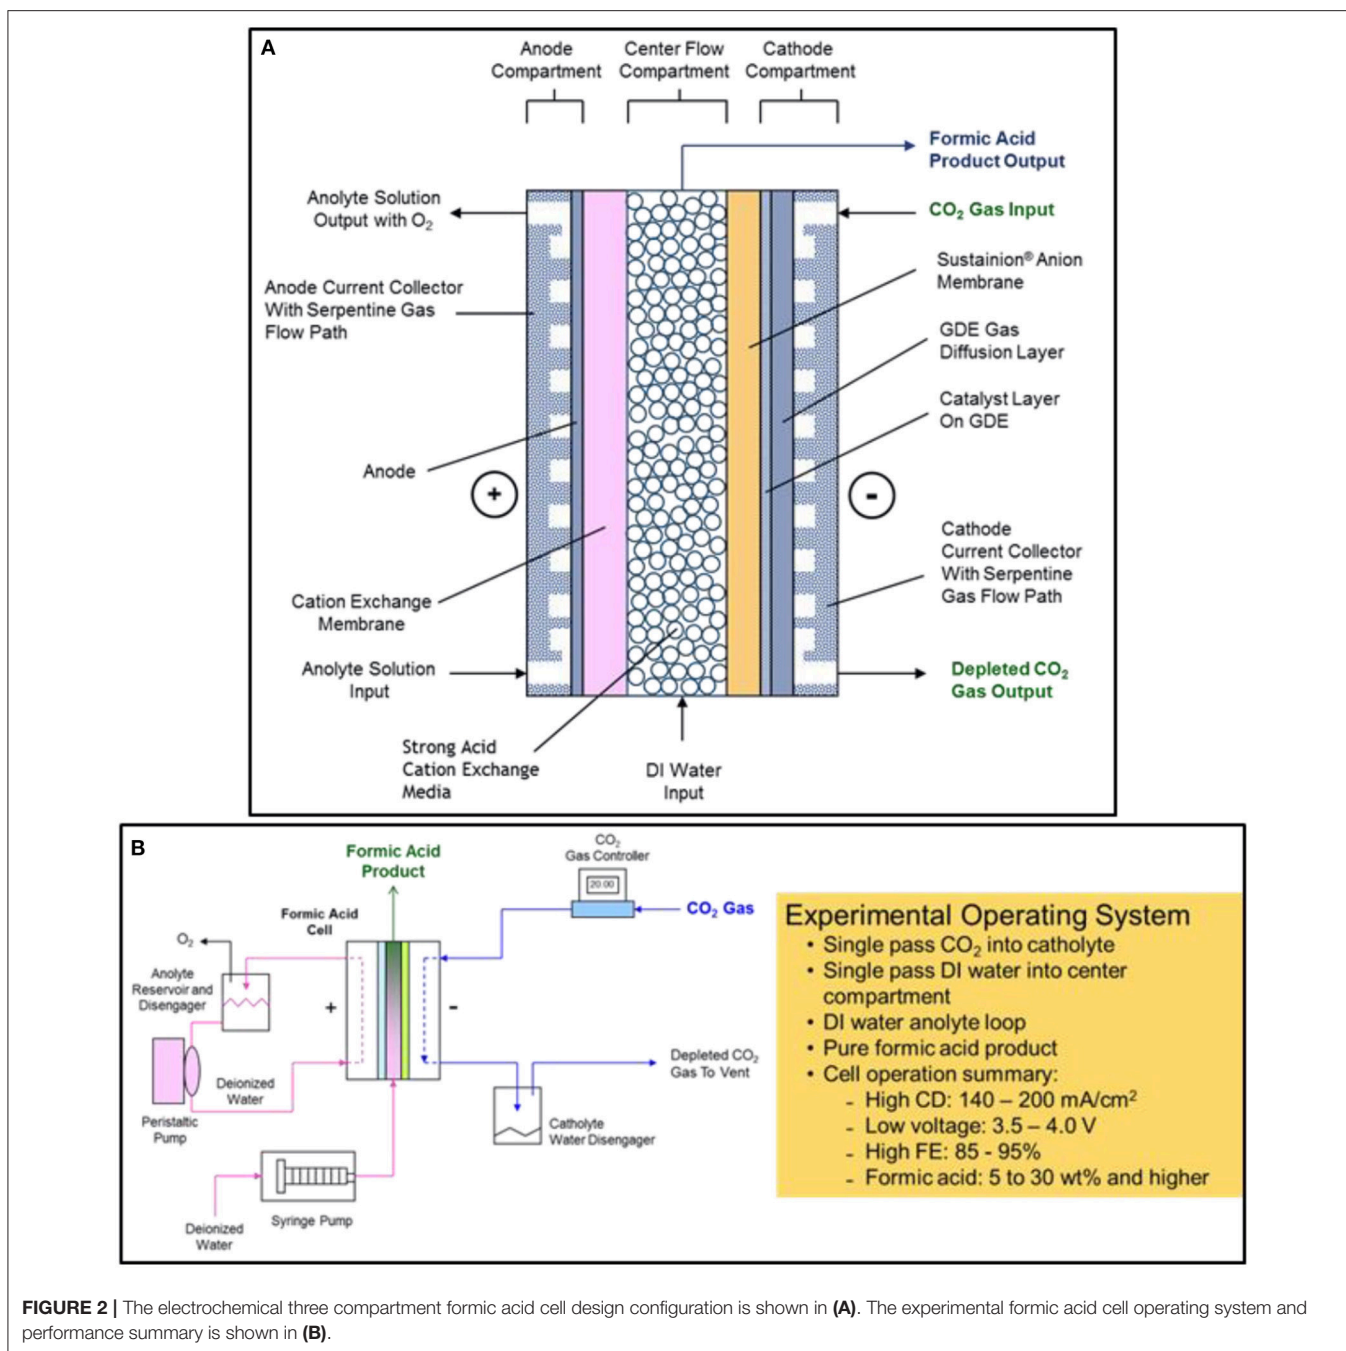 A
Anode
Compartment
Center Flow
Compartment
Cathode
Compartment
Formic Acid
Product Output
Anolyte Solution
Output with O₂
CO₂ Gas Input
Sustainion® Anion
Membrane
Anode Current Collector
With Serpentine Gas
Flow Path
GDE Gas
Diffusion Layer
Catalyst Layer
On GDE
Anode
+
-
Cathode
Current Collector
With Serpentine
Gas Flow Path
Cation Exchange
Membrane
Anolyte Solution
Input
Depleted CO₂
Gas Output
Strong Acid
Cation Exchange
Media
DI Water
Input
B
Formic Acid
Product
CO₂
Gas Controller
20.00
CO₂ Gas
Formic Acid
Cell
O₂
Anolyte
Reservoir and
Disengager
+
-
Deionized
Water
Peristaltic
Pump
Depleted CO₂
Gas To Vent
Catholyte
Water Disengager
Syringe Pump
Deionized
Water
Experimental Operating System
• Single pass CO₂ into catholyte
• Single pass DI water into center
compartment
• DI water anolyte loop
• Pure formic acid product
• Cell operation summary:
- High CD: 140 – 200 mA/cm²
- Low voltage: 3.5 – 4.0 V
- High FE: 85 - 95%
- Formic acid: 5 to 30 wt% and higher
FIGURE 2 | The electrochemical three compartment formic acid cell design configuration is shown in (A). The experimental formic acid cell operating system and
performance summary is shown in (B).